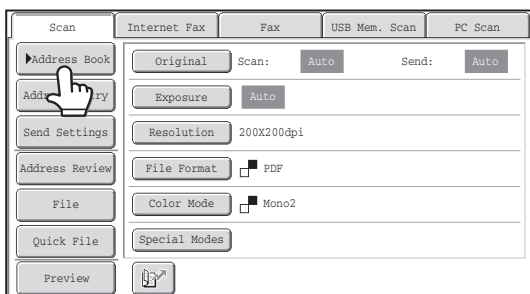 Scan Internet Fax Fax USB Mem. Scan PC Scan
Address Book Original Scan: Auto Send: Auto
Exposure Auto
Send Settings Resolution 200X200dpi
Address Review File Format PDF
File Color Mode Mono2
Quick File Special Modes
Preview